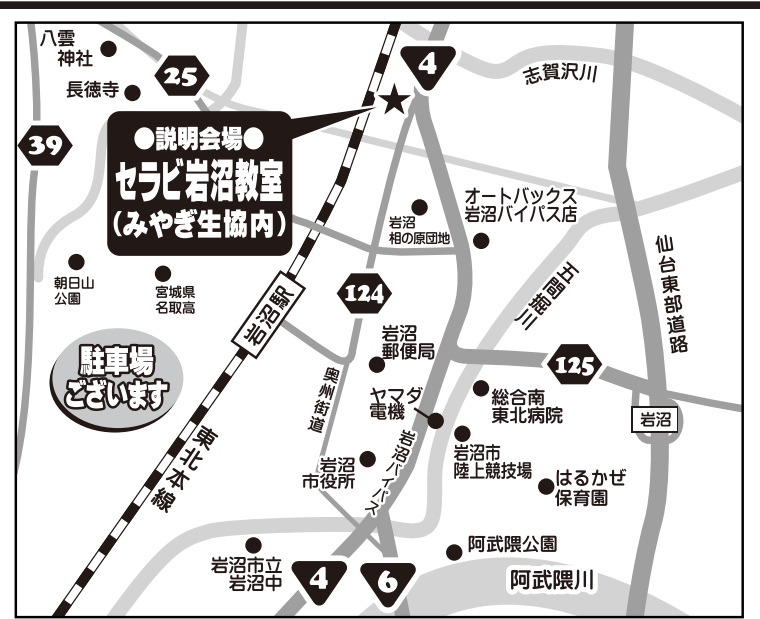 八雲
神社
長徳寺
25
39
4
志賀沢川
●説明会場●
セラビ岩沼教室
(みやぎ生協内)
オートバックス
岩沼バイパス店
岩沼
相の原団地
仙台東部道路
五間堀川
朝日山
公園
宮城県
名取高
124
岩沼駅
駐車場
ございます
岩沼
郵便局
奥州街道
125
ヤマダ
電機
総合南
東北病院
岩沼
岩沼バイパス
岩沼市
陸上競技場
東北本線
岩沼
市役所
はるかぜ
保育園
阿武隈公園
岩沼市立
岩沼中
4
6
阿武隈川